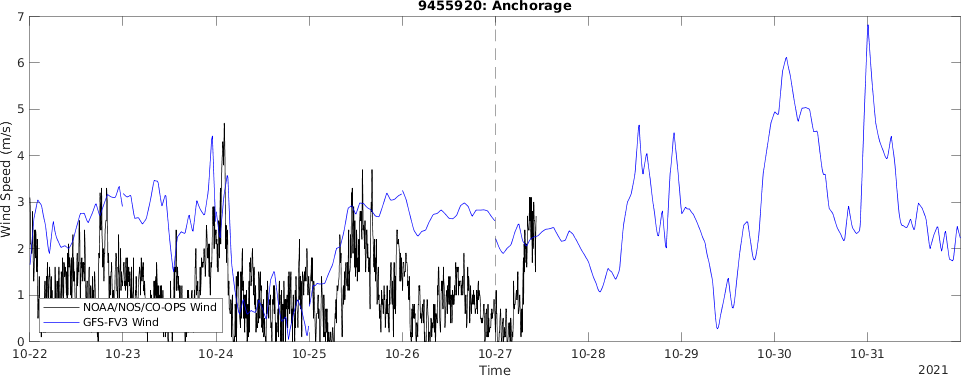 9455920: Anchorage
7
6
5
4
3
2
1
0
Wind Speed (m/s)
NOAA/NOS/CO-OPS Wind
GFS-FV3 Wind
10-22 10-23 10-24 10-25 10-26 10-27 10-28 10-29 10-30 10-31
Time
2021